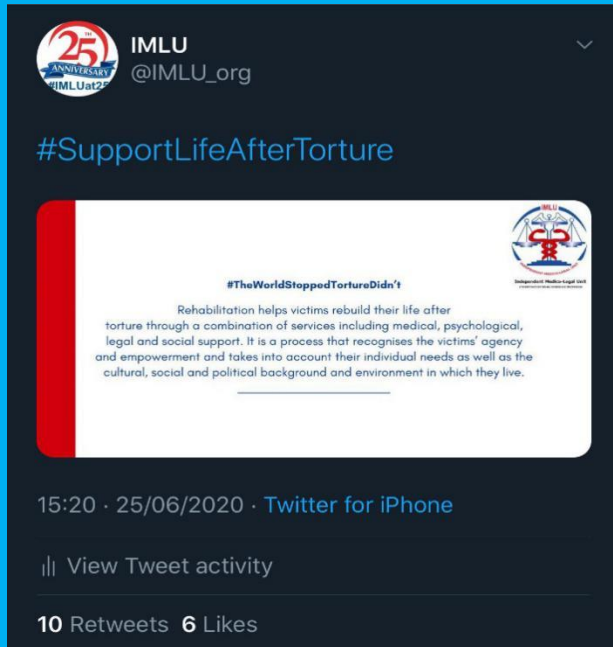 25TH
ANNIVERSARY
#IMLUat25
IMLU
@IMLU_org
#SupportLifeAfterTorture
IMLU
Independent Medico-Legal Unit
#TheWorldStoppedTortureDidn't
Rehabilitation helps victims rebuild their life after
torture through a combination of services including medical, psychological,
legal and social support. It is a process that recognises the victims' agency
and empowerment and takes into account their individual needs as well as the
cultural, social and political background and environment in which they live.
15:20 · 25/06/2020 · Twitter for iPhone
View Tweet activity
10 Retweets 6 Likes